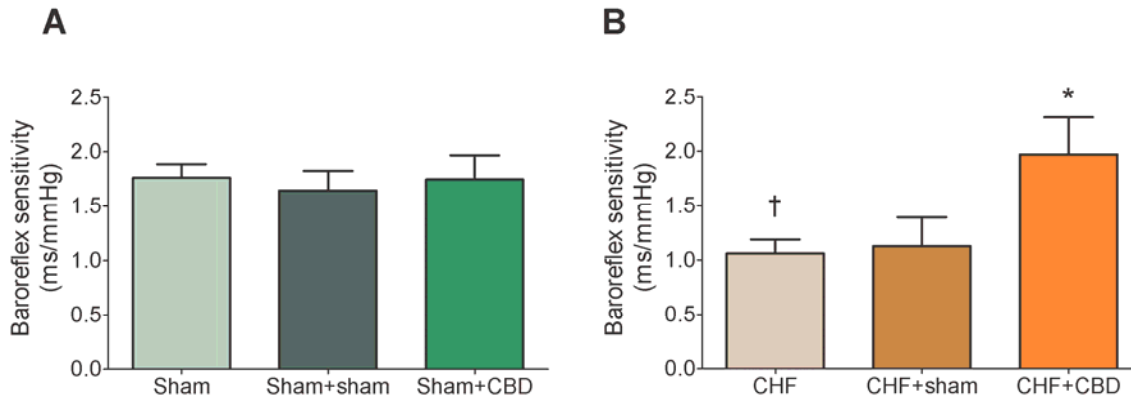 A
Baroreflex sensitivity
(ms/mmHg)
2.5
2.0
1.5
1.0
0.5
0.0
Sham
Sham+sham
Sham+CBD
B
Baroreflex sensitivity
(ms/mmHg)
2.5
2.0
1.5
1.0
0.5
0.0
†
*
CHF
CHF+sham
CHF+CBD